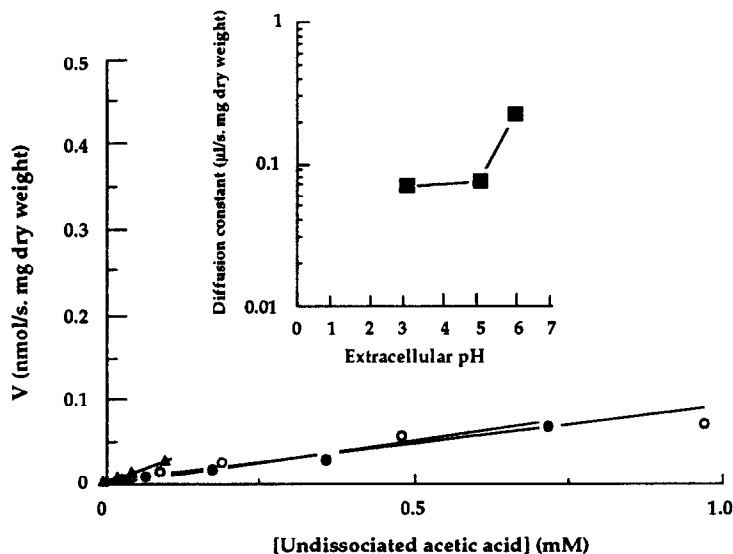 V (nmol/s. mg dry weight)
0.5
0.4
0.3
0.2
0.1
0
0 0.5 1.0
[Undissociated acetic acid] (mM)
Diffusion constant (µl/s. mg dry weight)
1
0.1
0.01
0 1 2 3 4 5 6 7
Extracellular pH